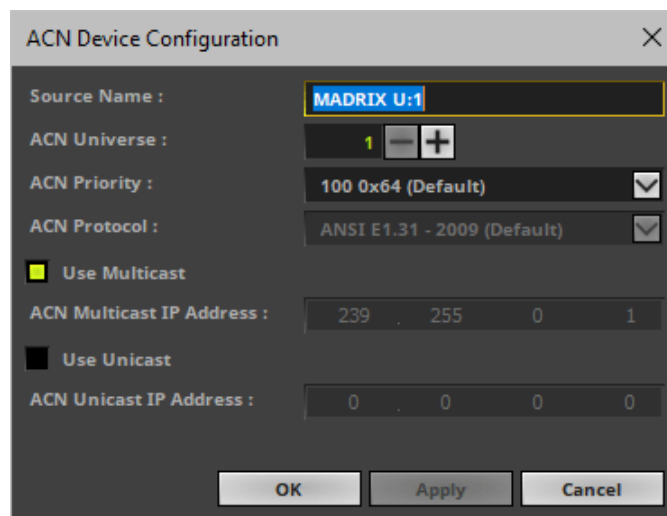 ACN Device Configuration
Source Name : MADRIX U:1
ACN Universe : 1
ACN Priority : 100 0x64 (Default)
ACN Protocol : ANSI E1.31 - 2009 (Default)
Use Multicast
ACN Multicast IP Address : 239 . 255 0 1
Use Unicast
ACN Unicast IP Address : 0 . 0 0 0
OK Apply Cancel